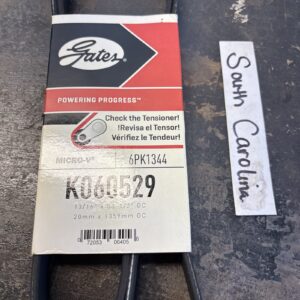 Gates
POWERING PROGRESS™
Check the Tensioner!
!Revisa el Tensor!
Vérifiez le Tendeur!
MICRO-V®
6PK1344
K060529
20mm x 1359mm OC
South Carolina